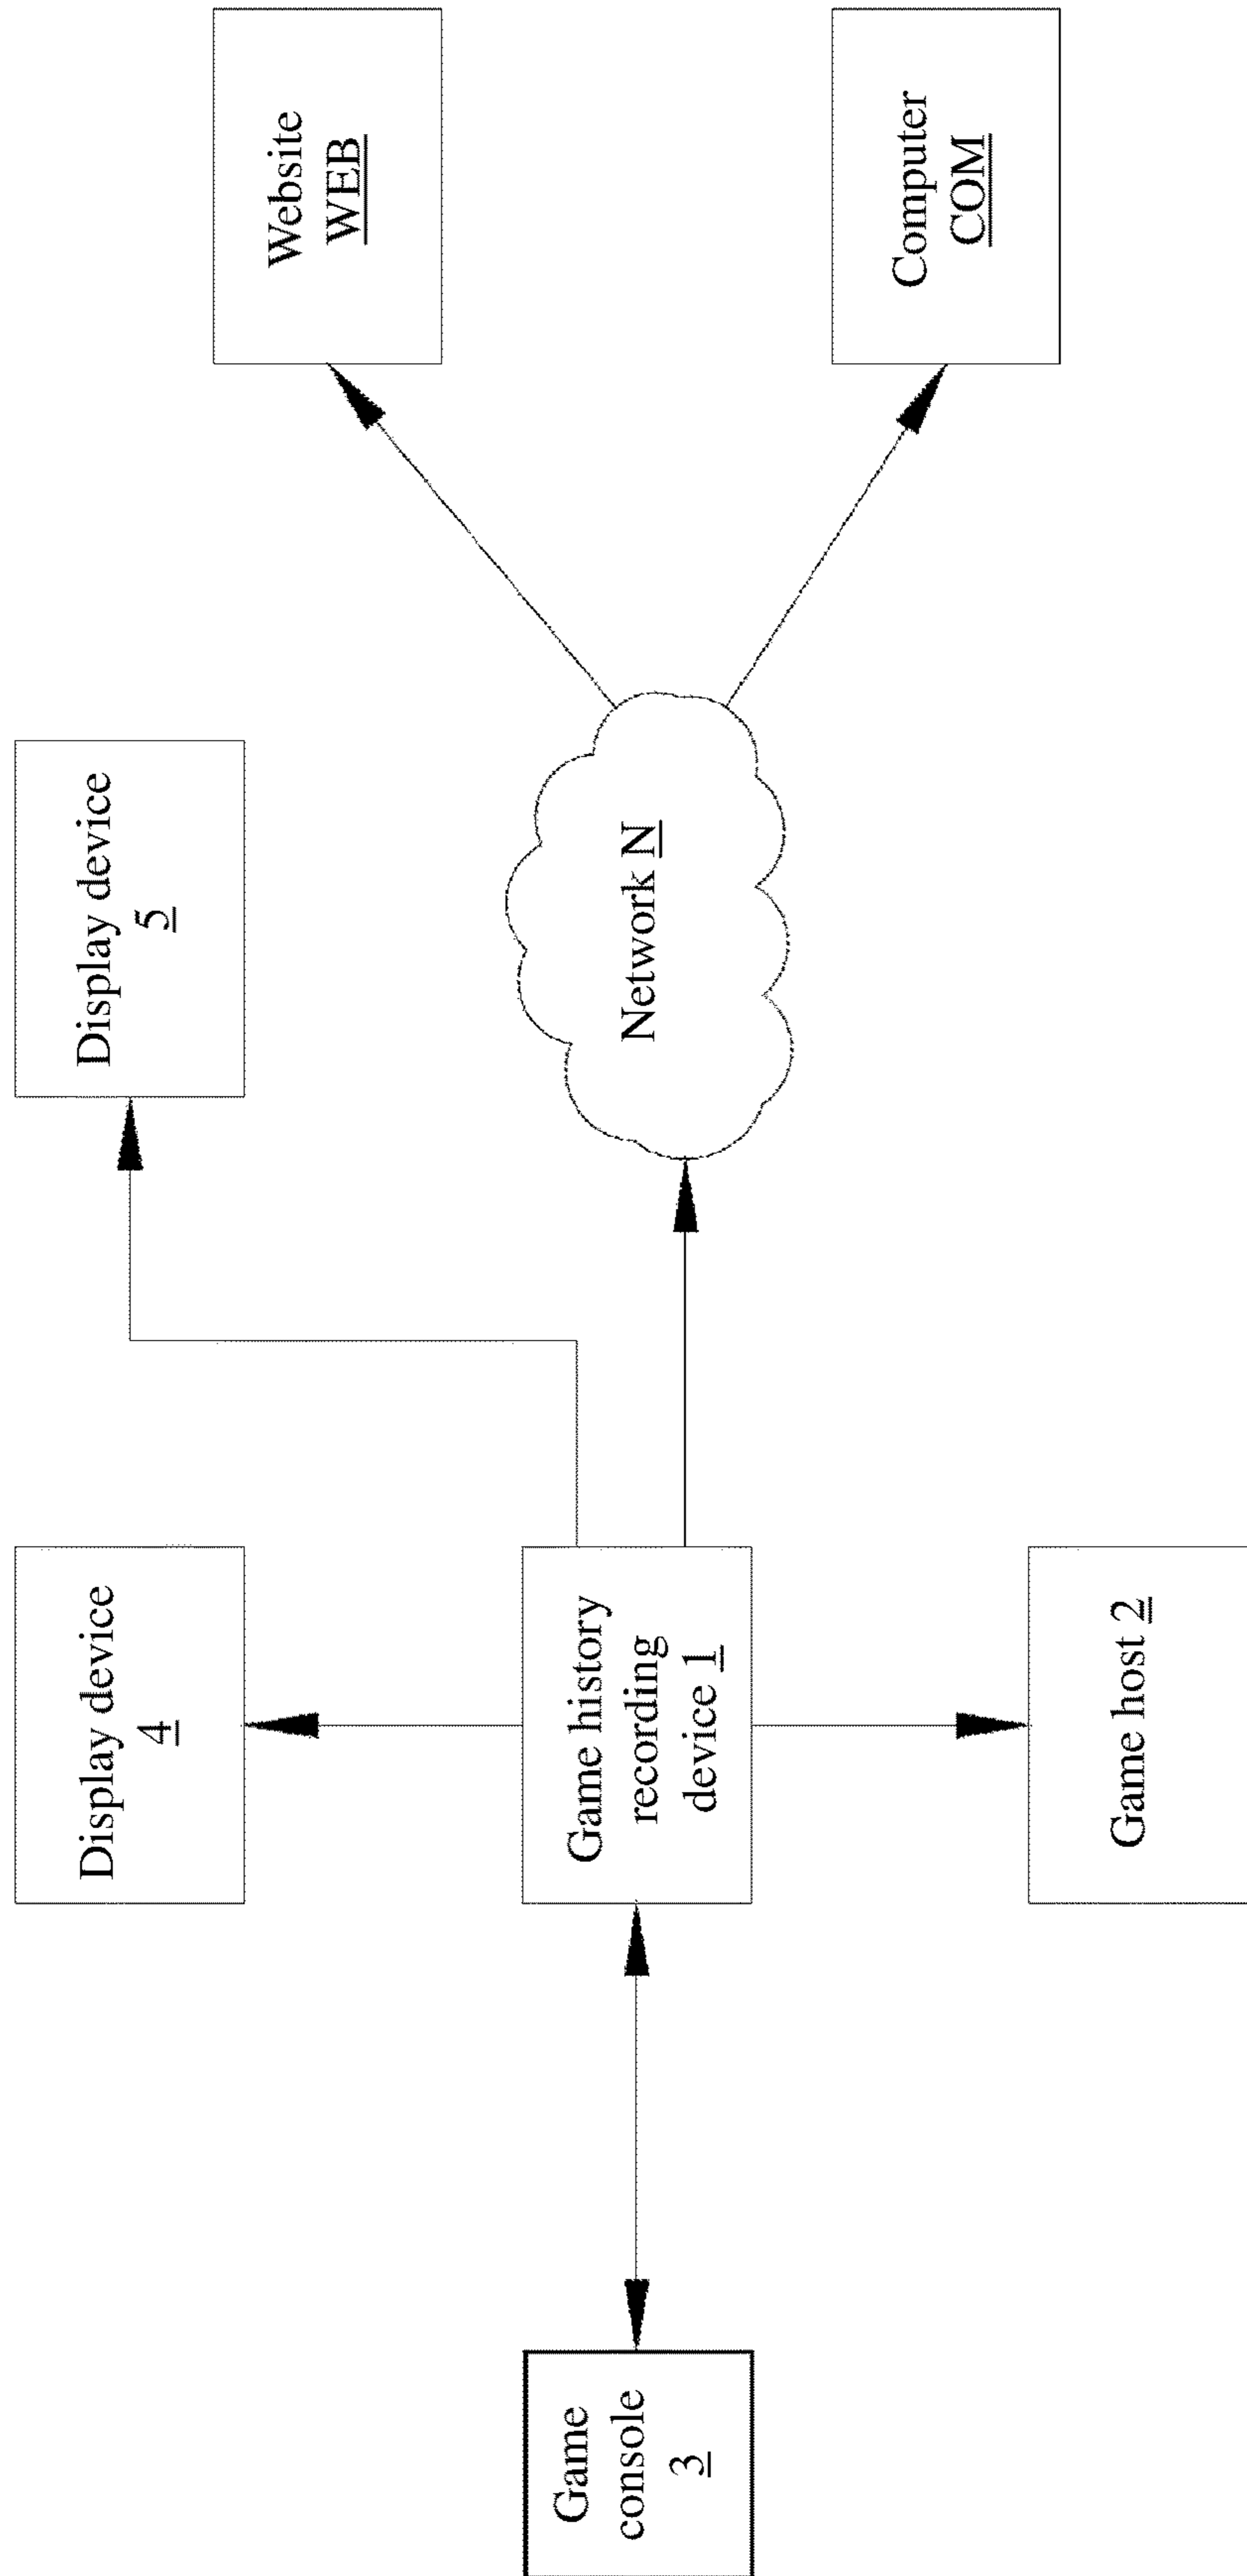 Display device
4
Display device
5
Website
WEB
Game
console
3
Game history
recording
device 1
Network N
Computer
COM
Game host 2